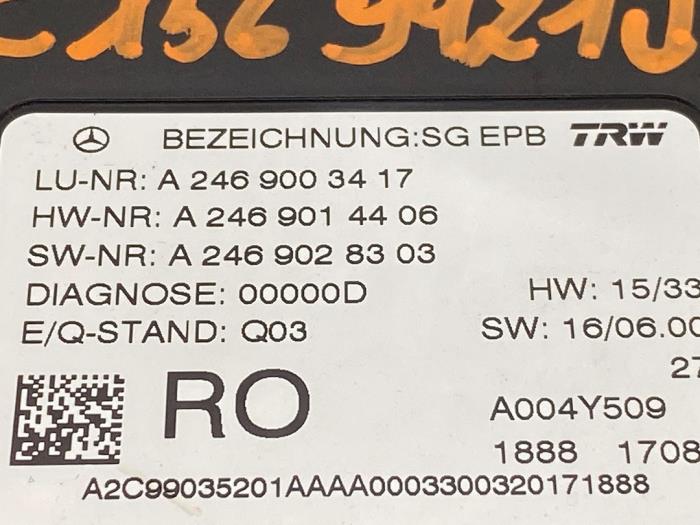 BEZEICHNUNG:SG EPB TRW
LU-NR: A 246 900 34 17
HW-NR: A 246 901 44 06
SW-NR: A 246 902 83 03
DIAGNOSE: 00000D HW: 15/33
E/Q-STAND: Q03 SW: 16/06.00
27
RO A004Y509
1888 1708
A2C99035201AAAA0003300320171888